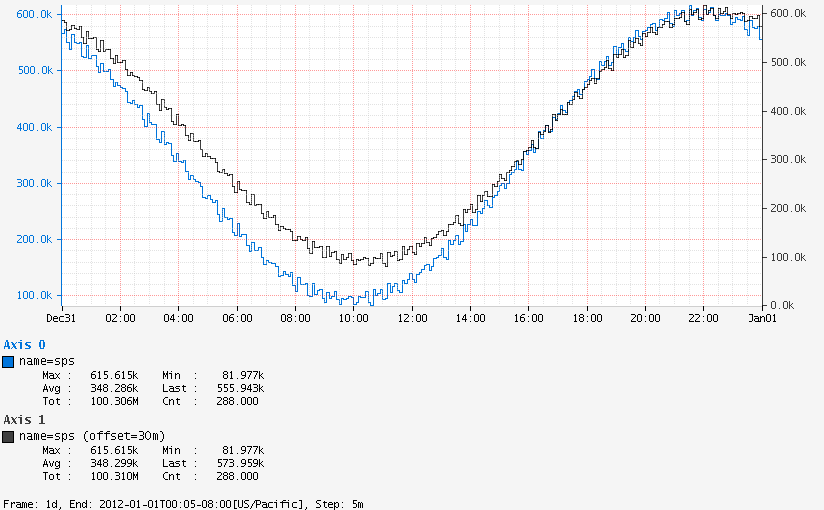 600.0k
500.0k
400.0k
300.0k
200.0k
100.0k
600.0k
500.0k
400.0k
300.0k
200.0k
100.0k
0.0k
Dec31 02:00 04:00 06:00 08:00 10:00 12:00 14:00 16:00 18:00 20:00 22:00 Jan01
Axis 0
name=sps
Max : 615.615k Min : 81.977k
Avg : 348.286k Last : 555.943k
Tot : 100.306M Cnt : 288.000
Axis 1
name=sps (offset=30m)
Max : 615.615k Min : 81.977k
Avg : 348.299k Last : 573.959k
Tot : 100.310M Cnt : 288.000
Frame: 1d, End: 2012-01-01T00:05-08:00[US/Pacific], Step: 5m